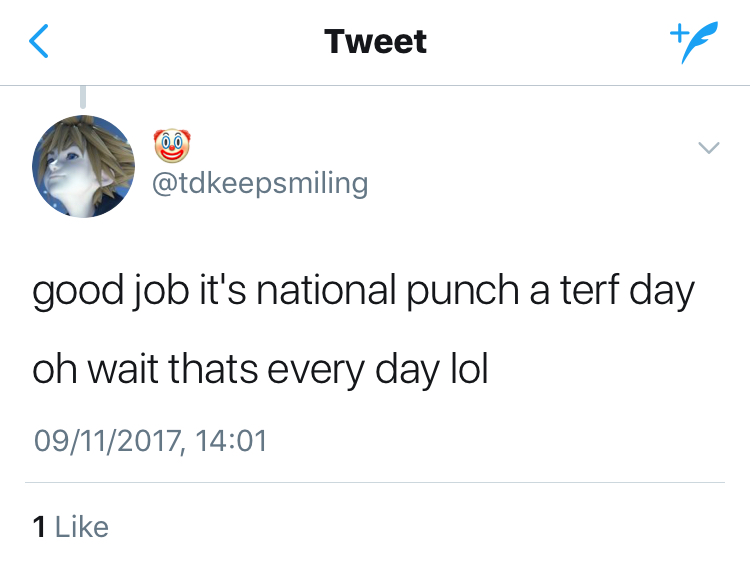 Tweet
🤡
@tdkeepsmiling
good job it's national punch a terf day
oh wait thats every day lol
09/11/2017, 14:01
1 Like